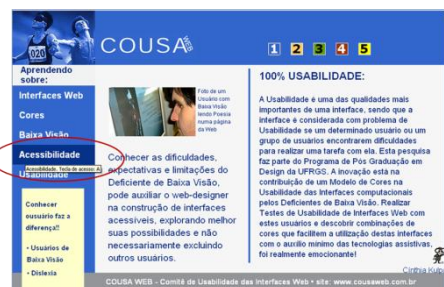 020
COUSA
WEB
1 2 3 4 5
Aprendendo
sobre:
Interfaces Web
Cores
Baixa Visão
Acessibilidade
Acessibilidade. Tecla de acesso: A
Usabilidade
Conhecer
ousuário faz a
diferença!!
• Usuários de
Baixa Visão
• Dislexia
Foto de um
Usuário com
Baixa Visão
lendo Poesia
numa página
da Web
Conhecer as dificuldades,
expectativas e limitações do
Deficiente de Baixa Visão,
pode auxiliar o web-designer
na construção de interfaces
acessíveis, explorando melhor
suas possibilidades e não
necessariamente excluindo
outros usuários.
100% USABILIDADE:
A Usabilidade é uma das qualidades mais
importantes de uma interface, sendo que a
interface é considerada com problema de
Usabilidade se um determinado usuário ou um
grupo de usuários encontrarem dificuldades
para realizar uma tarefa com ela. Esta pesquisa
faz parte do Programa de Pós Graduação em
Design da UFRGS. A inovação está na
contribuição de um Modelo de Cores na
Usabilidade das Interfaces computacionais
pelos Deficientes de Baixa Visão. Realizar
Testes de Usabilidade de Interfaces Web com
estes usuários e descobrir combinações de
cores que facilitem a utilização destas interfaces
com o auxílio mínimo das tecnologias assistivas,
foi realmente emocionante!
Cínthia Kulp
COUSA WEB - Comitê de Usabilidade das Interfaces Web • site: www.cousaweb.com.br